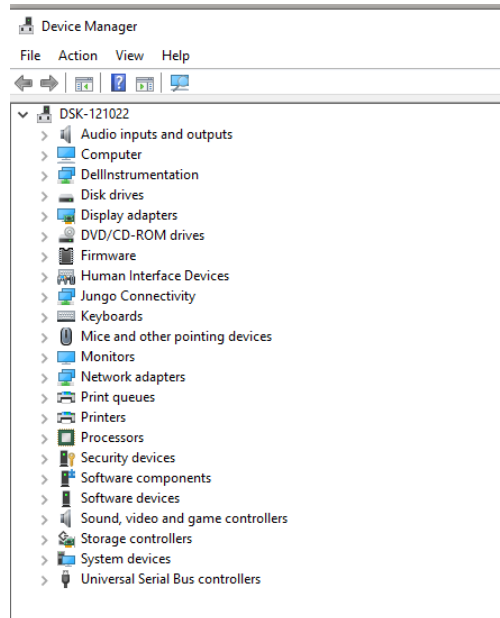 Device Manager
File Action View Help
DSK-121022
Audio inputs and outputs
Computer
DellInstrumentation
Disk drives
Display adapters
DVD/CD-ROM drives
Firmware
Human Interface Devices
Jungo Connectivity
Keyboards
Mice and other pointing devices
Monitors
Network adapters
Print queues
Printers
Processors
Security devices
Software components
Software devices
Sound, video and game controllers
Storage controllers
System devices
Universal Serial Bus controllers